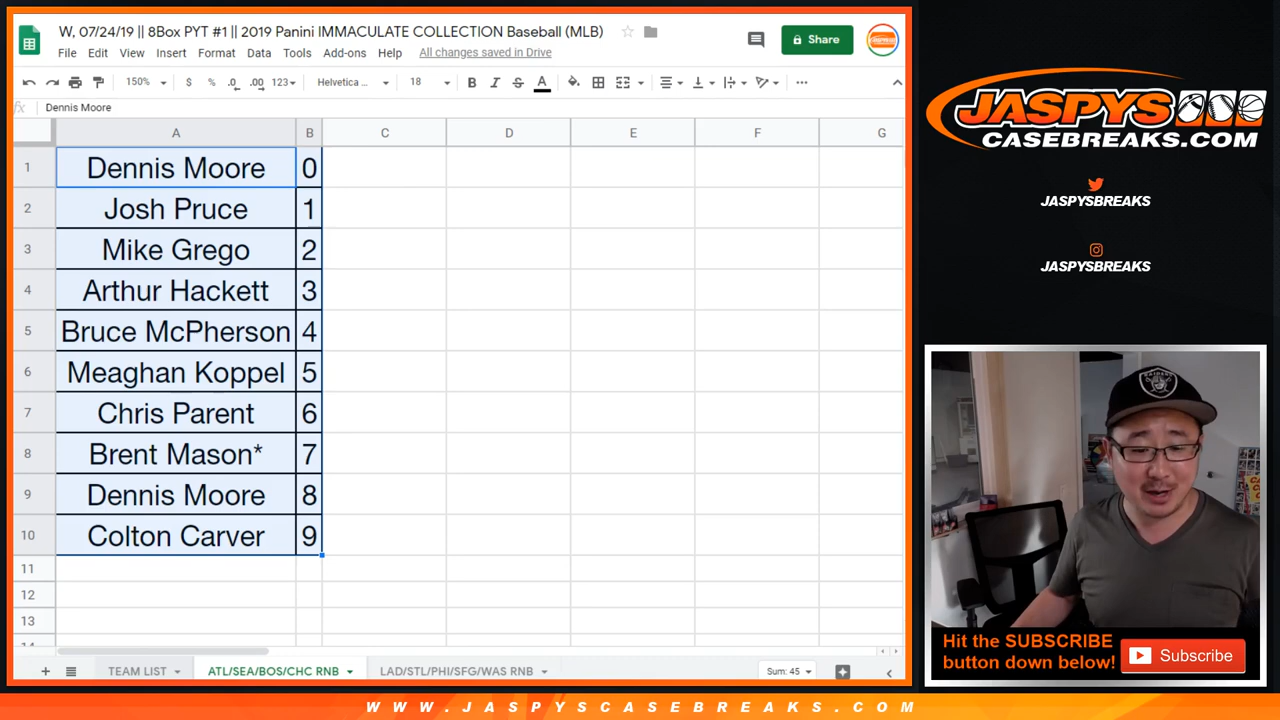 W, 07/24/19 || 8Box PYT #1 || 2019 Panini IMMACULATE COLLECTION Baseball (MLB)
File Edit View Insert Format Data Tools Add-ons Help All changes saved in Drive
Share
150% $ % .0 .00 123 Helvetica ... 18 B I S A
fx Dennis Moore
A B C D E F G
1 Dennis Moore 0
2 Josh Pruce 1
3 Mike Grego 2
4 Arthur Hackett 3
5 Bruce McPherson 4
6 Meaghan Koppel 5
7 Chris Parent 6
8 Brent Mason* 7
9 Dennis Moore 8
10 Colton Carver 9
11
12
13
TEAM LIST ATL/SEA/BOS/CHC RNB LAD/STL/PHI/SFG/WAS RNB Sum: 45
JASPYS
CASEBREAKS.COM
JASPYSBREAKS
JASPYSBREAKS
RAIDERS
Hit the SUBSCRIBE
button down below!
Subscribe
WWW.JASPYSCASEBREAKS.COM